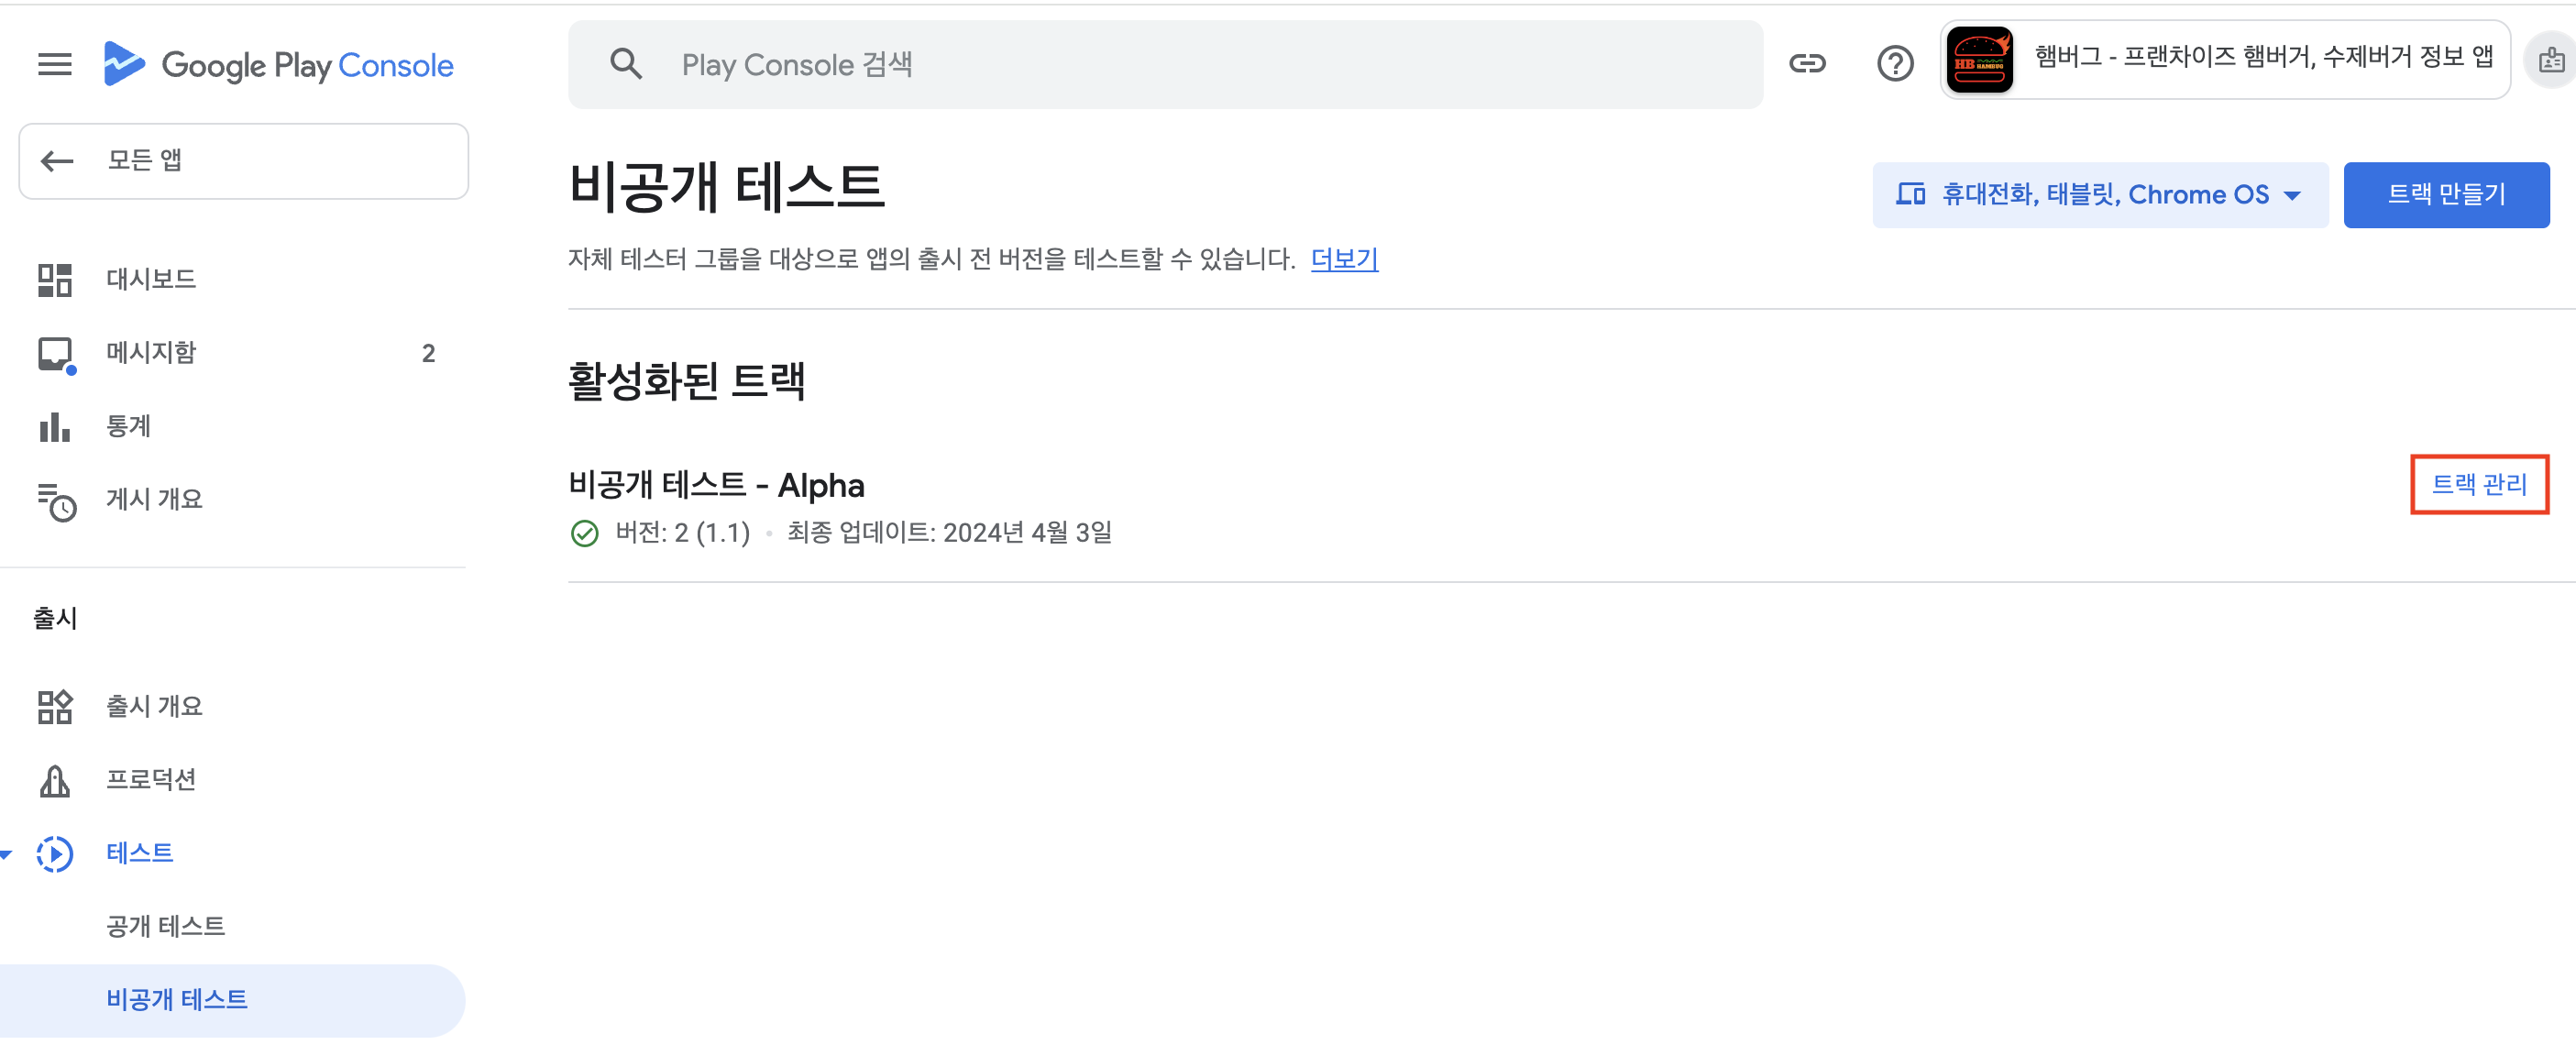 Google Play Console
Play Console 검색
HB HAMBUG
햄버그 - 프랜차이즈 햄버거, 수제버거 정보 앱
모든 앱
비공개 테스트
휴대전화, 태블릿, Chrome OS
트랙 만들기
자체 테스터 그룹을 대상으로 앱의 출시 전 버전을 테스트할 수 있습니다. 더보기
대시보드
메시지함 2
통계
게시 개요
활성화된 트랙
비공개 테스트 - Alpha
트랙 관리
버전: 2 (1.1) • 최종 업데이트: 2024년 4월 3일
출시
출시 개요
프로덕션
테스트
공개 테스트
비공개 테스트